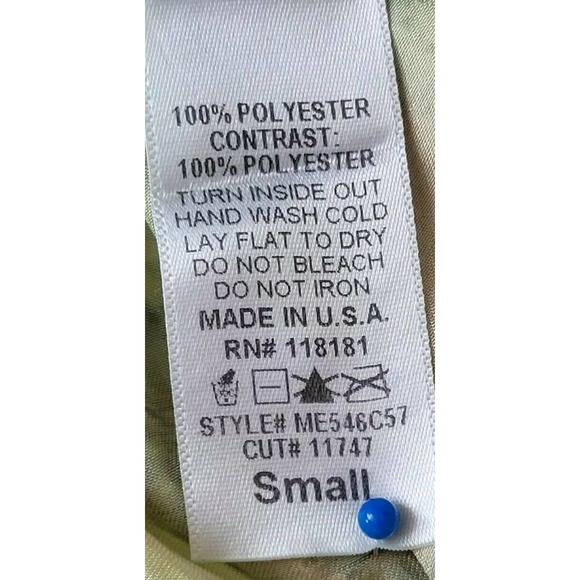 100% POLYESTER
CONTRAST:
100% POLYESTER
TURN INSIDE OUT
HAND WASH COLD
LAY FLAT TO DRY
DO NOT BLEACH
DO NOT IRON
MADE IN U.S.A.
RN# 118181
STYLE# ME546C57
CUT# 11747
Small